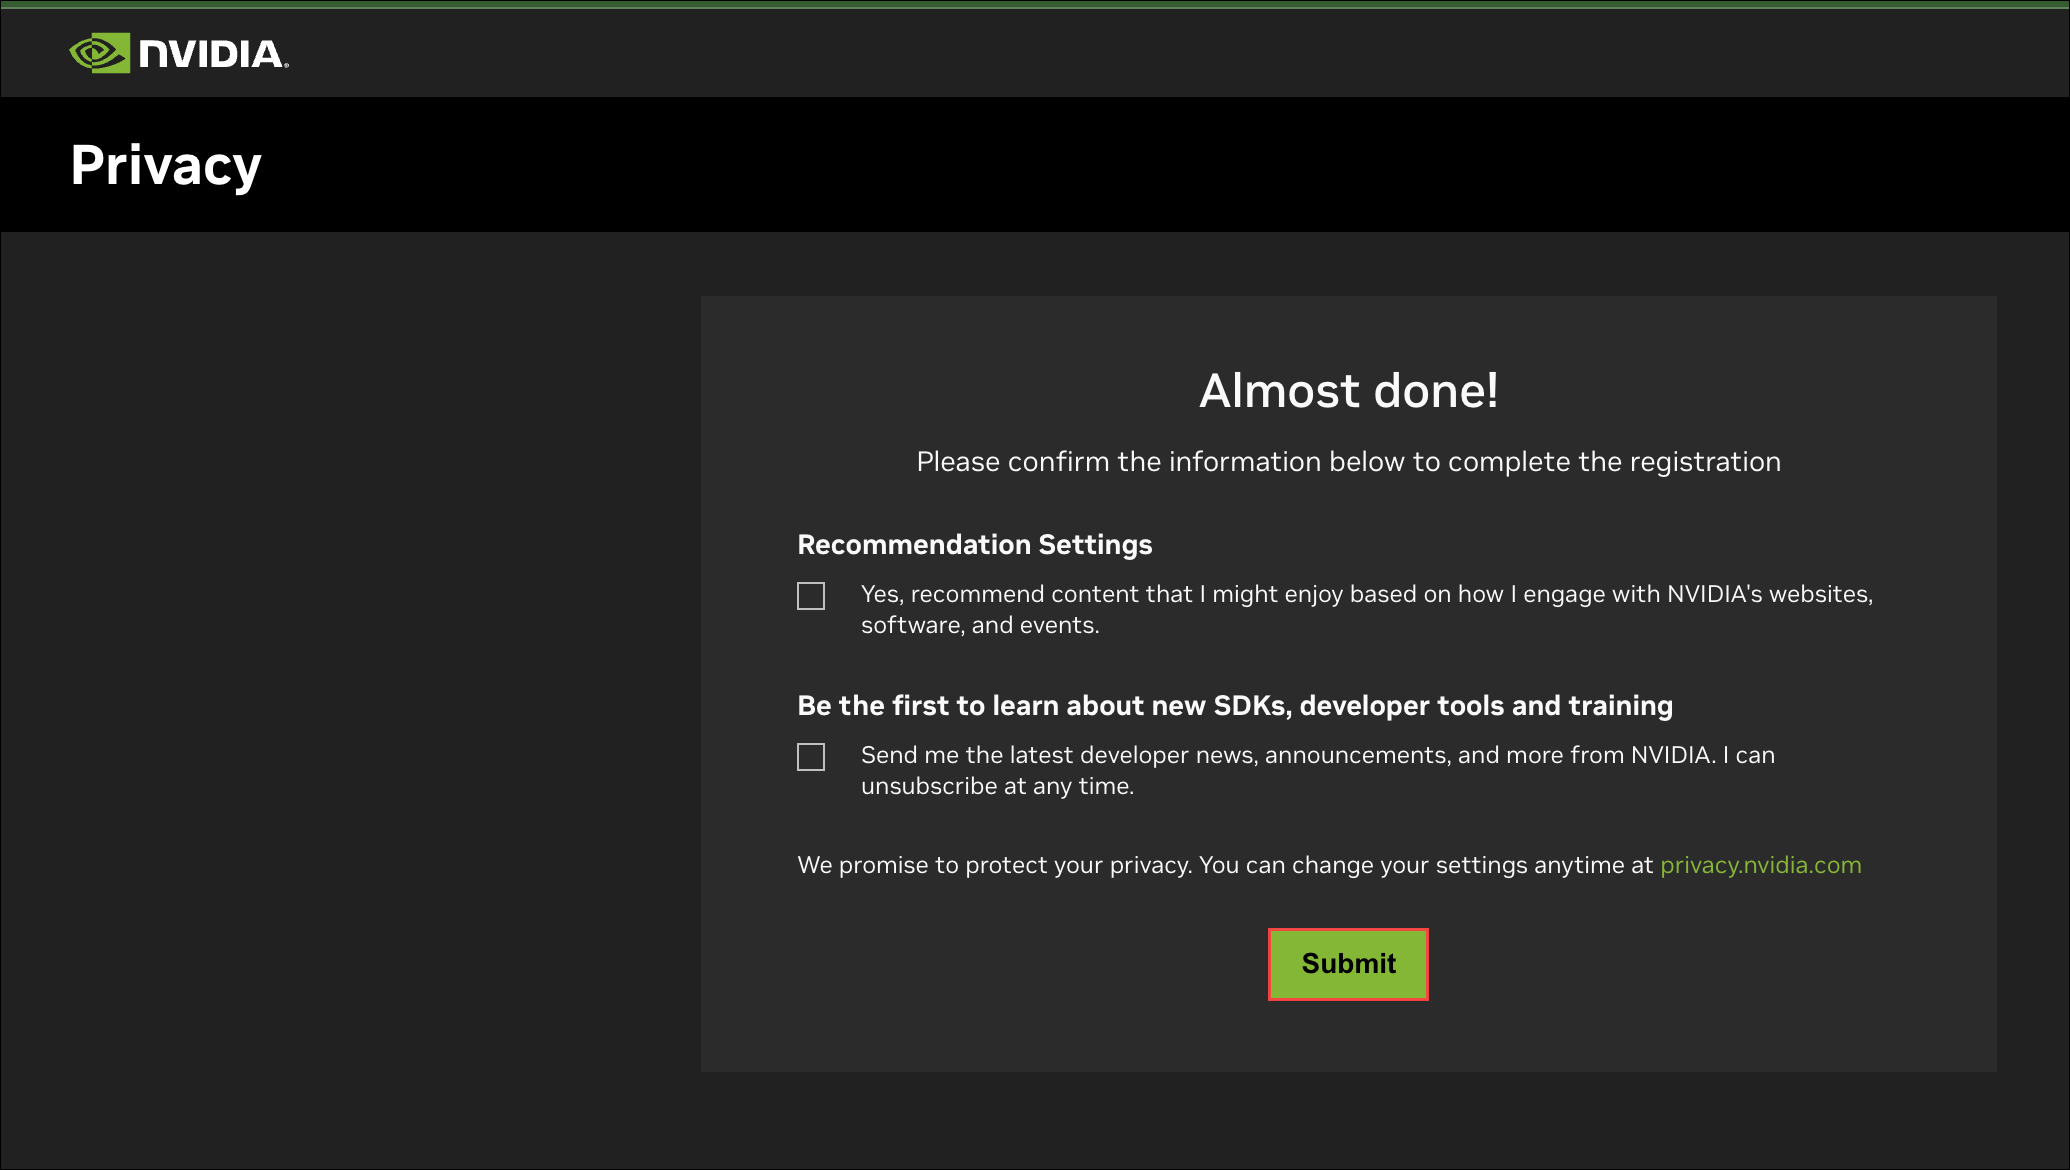 NVIDIA.
Privacy
Almost done!
Please confirm the information below to complete the registration
Recommendation Settings
Yes, recommend content that I might enjoy based on how I engage with NVIDIA's websites,
software, and events.
Be the first to learn about new SDKs, developer tools and training
Send me the latest developer news, announcements, and more from NVIDIA. I can
unsubscribe at any time.
We promise to protect your privacy. You can change your settings anytime at privacy.nvidia.com
Submit